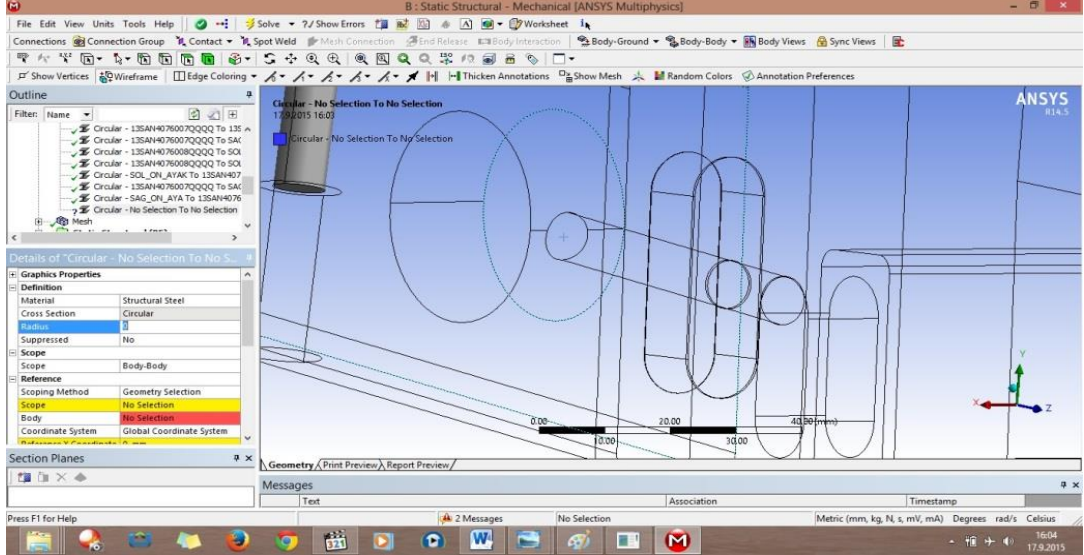 B : Static Structural - Mechanical [ANSYS Multiphysics]
File Edit View Units Tools Help Solve ?/ Show Errors Worksheet
Connections Connection Group Contact Spot Weld Mesh Connection End Release Body Interaction Body-Ground Body-Body Body Views Sync Views
Show Vertices Wireframe Edge Coloring Thicken Annotations Show Mesh Random Colors Annotation Preferences
Outline
Filter: Name
Circular - 13SAN4076007QQQQ To 13S
Circular - 13SAN4076007QQQQ To SAG
Circular - 13SAN4076008QQQQ To SOL
Circular - 13SAN4076008QQQQ To SOL
Circular - SOL_ON_AYAK To 13SAN407
Circular - 13SAN4076007QQQQ To SAG
Circular - SAG_ON_AYA To 13SAN4076
Circular - No Selection To No Selection
Mesh
Details of "Circular - No Selection To No S...
Graphics Properties
Definition
Material Structural Steel
Cross Section Circular
Radius 0
Suppressed No
Scope
Scope Body-Body
Reference
Scoping Method Geometry Selection
Scope No Selection
Body No Selection
Coordinate System Global Coordinate System
Reference X Coordinate 0, mm
Section Planes
Circular - No Selection To No Selection
17.9.2015 16:03
Circular - No Selection To No Selection
ANSYS
R14.5
0.00 20.00 40.00 (mm)
10.00 30.00
Y
X
Z
Geometry Print Preview Report Preview
Messages
Text Association Timestamp
Press F1 for Help 2 Messages No Selection Metric (mm, kg, N, s, mV, mA) Degrees rad/s Celsius
16:04
17.9.2015